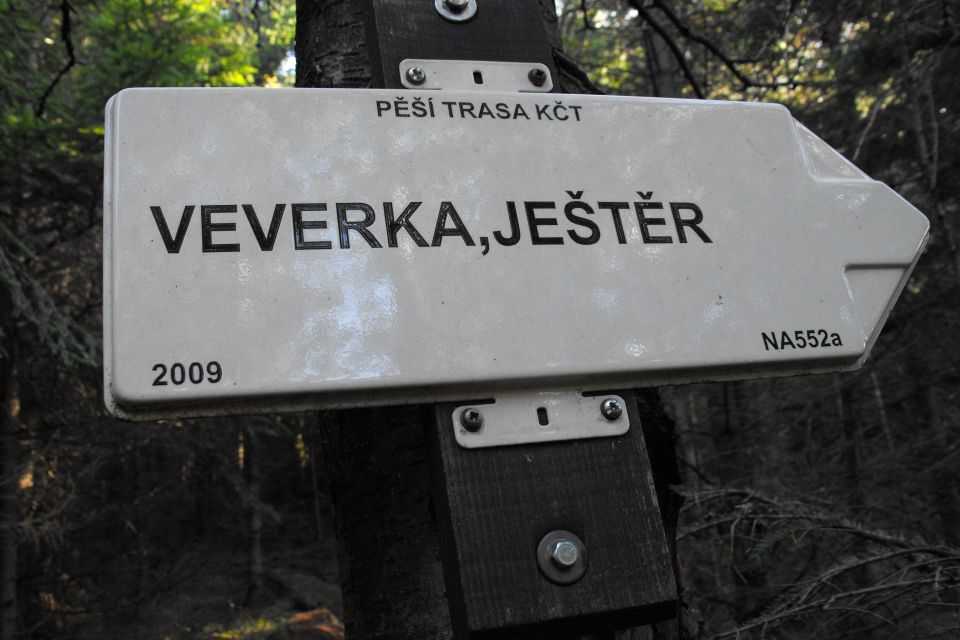 PĚŠÍ TRASA KČT
VEVERKA,JEŠTĚR
2009
NA552a